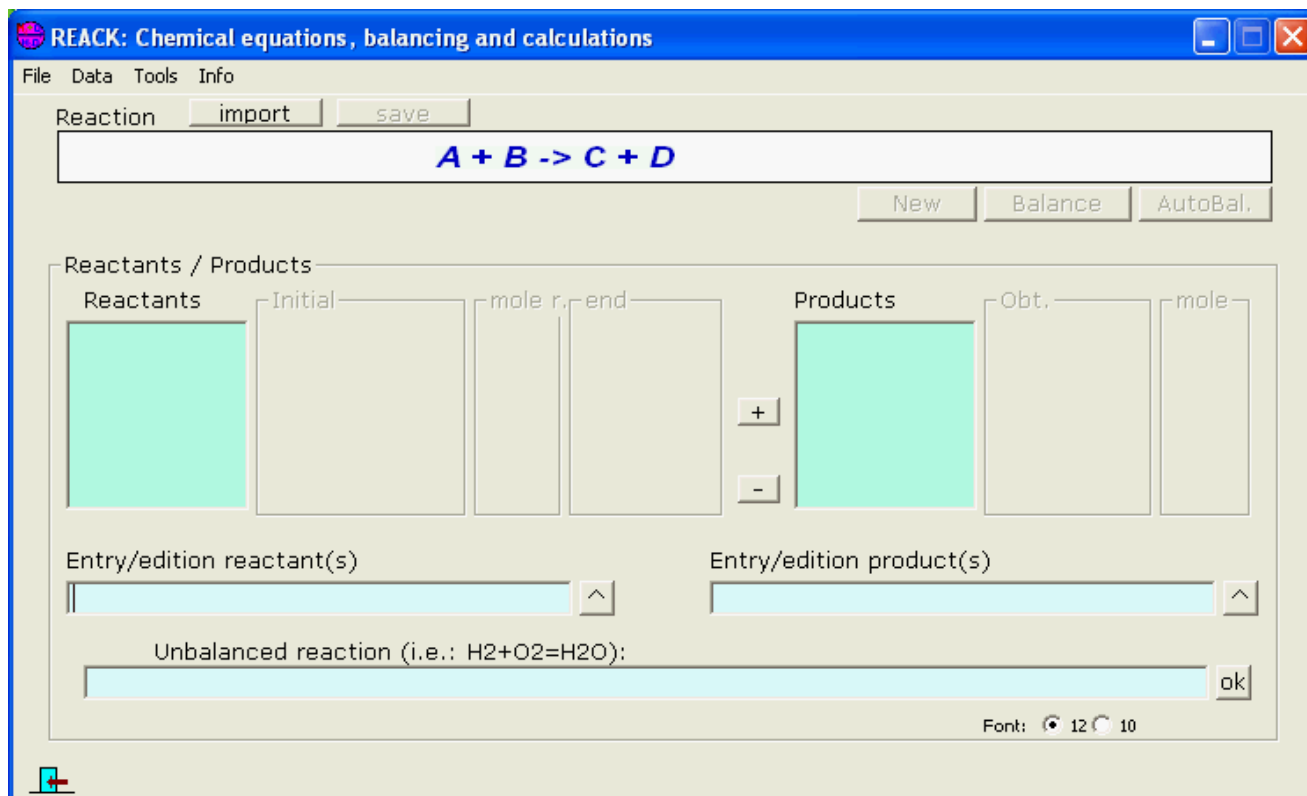 REACK: Chemical equations, balancing and calculations
File Data Tools Info
Reaction import save
A + B -> C + D
New Balance AutoBal.
Reactants / Products
Reactants Initial mole r. end Products Obt. mole
+
-
Entry/edition reactant(s) Entry/edition product(s)
^ ^
Unbalanced reaction (i.e.: H2+O2=H2O):
ok
Font: 12 10